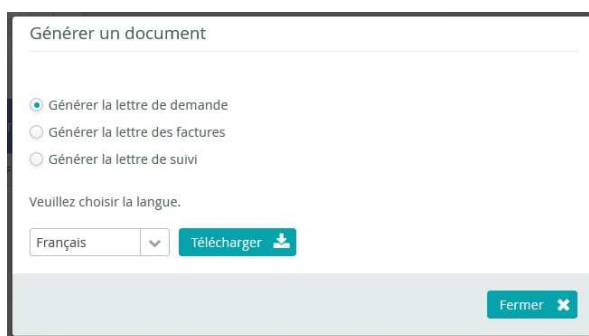 Générer un document
Générer la lettre de demande
Générer la lettre des factures
Générer la lettre de suivi
Veuillez choisir la langue.
Français
Télécharger
Fermer